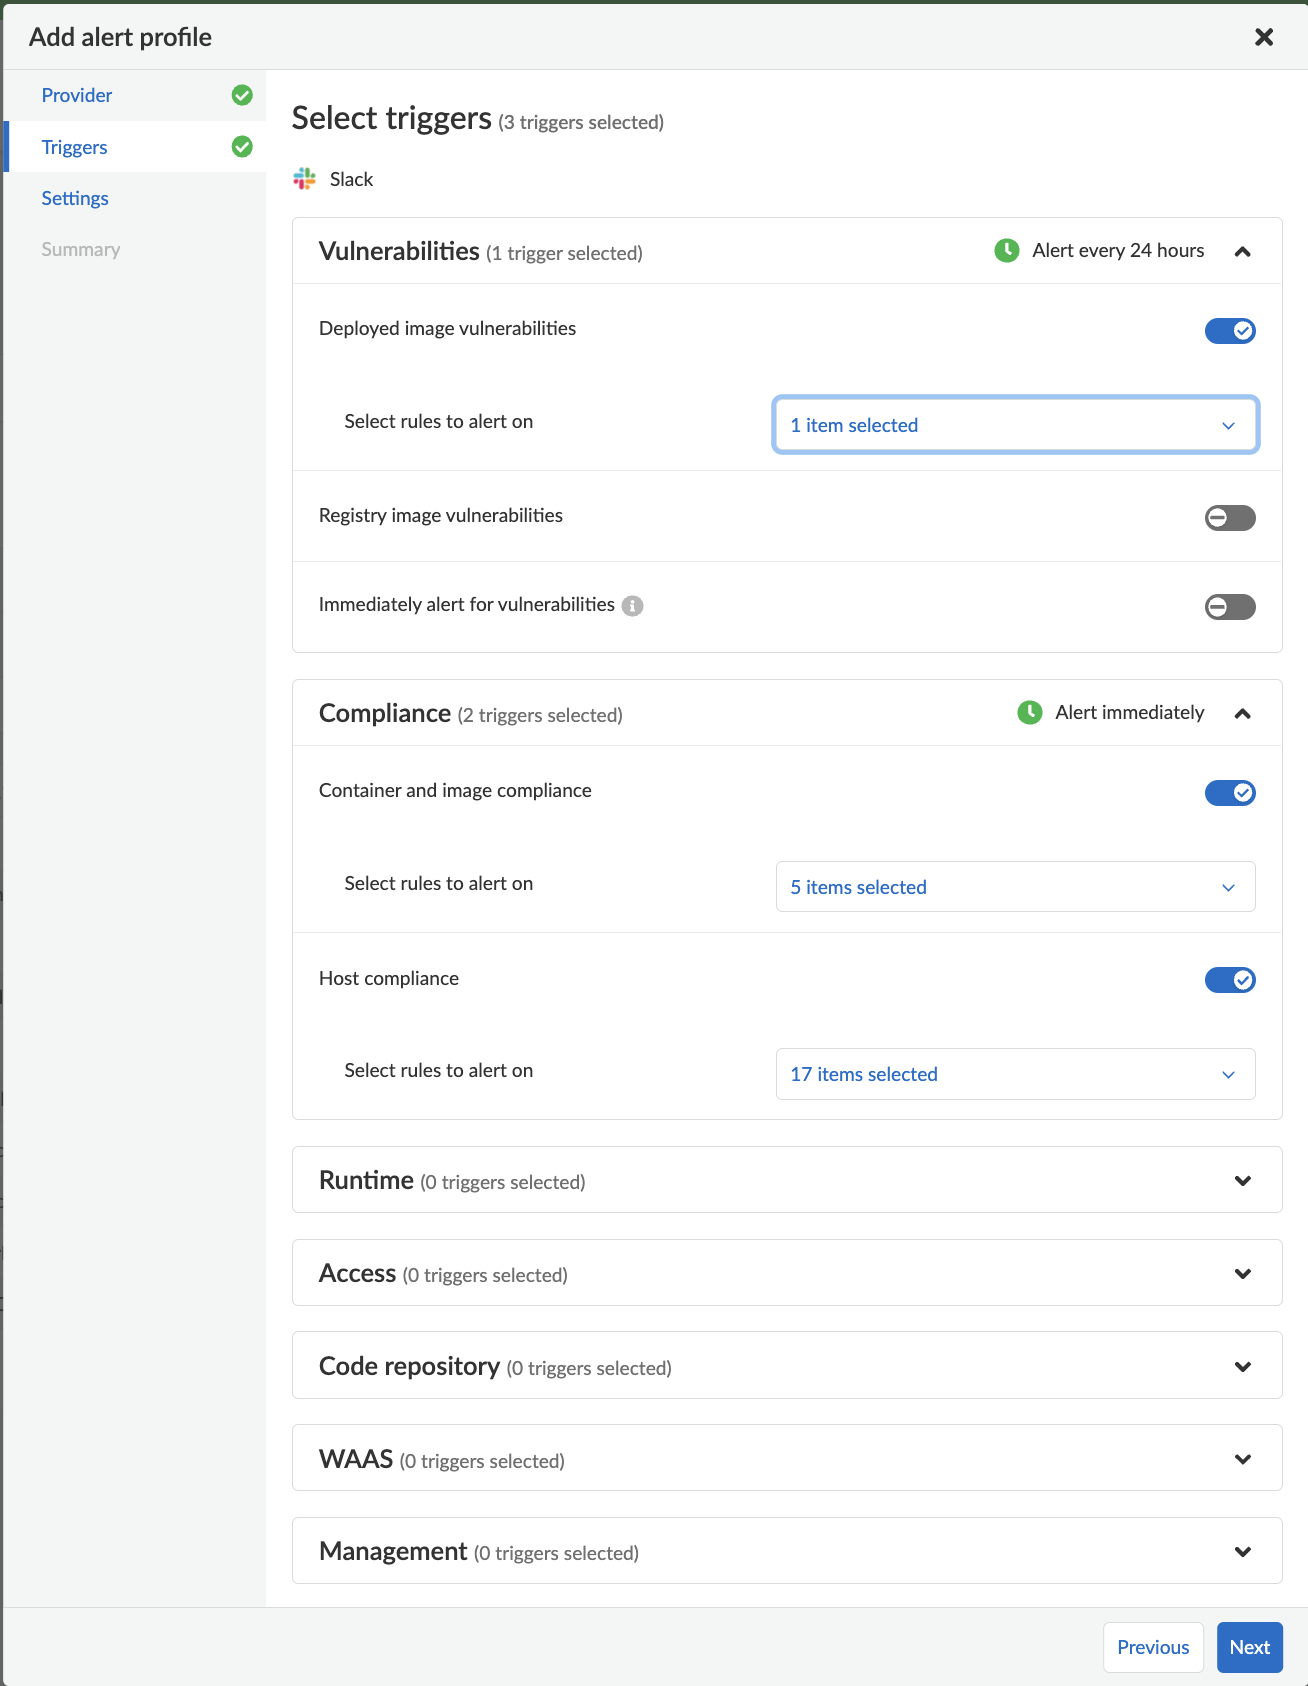 Add alert profile
Provider
Triggers
Settings
Summary
Select triggers (3 triggers selected)
Slack
Vulnerabilities (1 trigger selected) Alert every 24 hours
Deployed image vulnerabilities
Select rules to alert on 1 item selected
Registry image vulnerabilities
Immediately alert for vulnerabilities
Compliance (2 triggers selected) Alert immediately
Container and image compliance
Select rules to alert on 5 items selected
Host compliance
Select rules to alert on 17 items selected
Runtime (0 triggers selected)
Access (0 triggers selected)
Code repository (0 triggers selected)
WAAS (0 triggers selected)
Management (0 triggers selected)
Previous Next